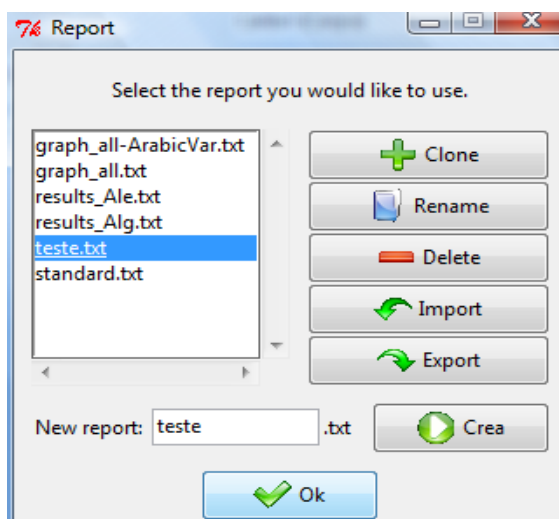 Report
Select the report you would like to use.
graph_all-ArabicVar.txt
graph_all.txt
results_Ale.txt
results_Alg.txt
teste.txt
standard.txt
Clone
Rename
Delete
Import
Export
New report: teste .txt
Crea
Ok